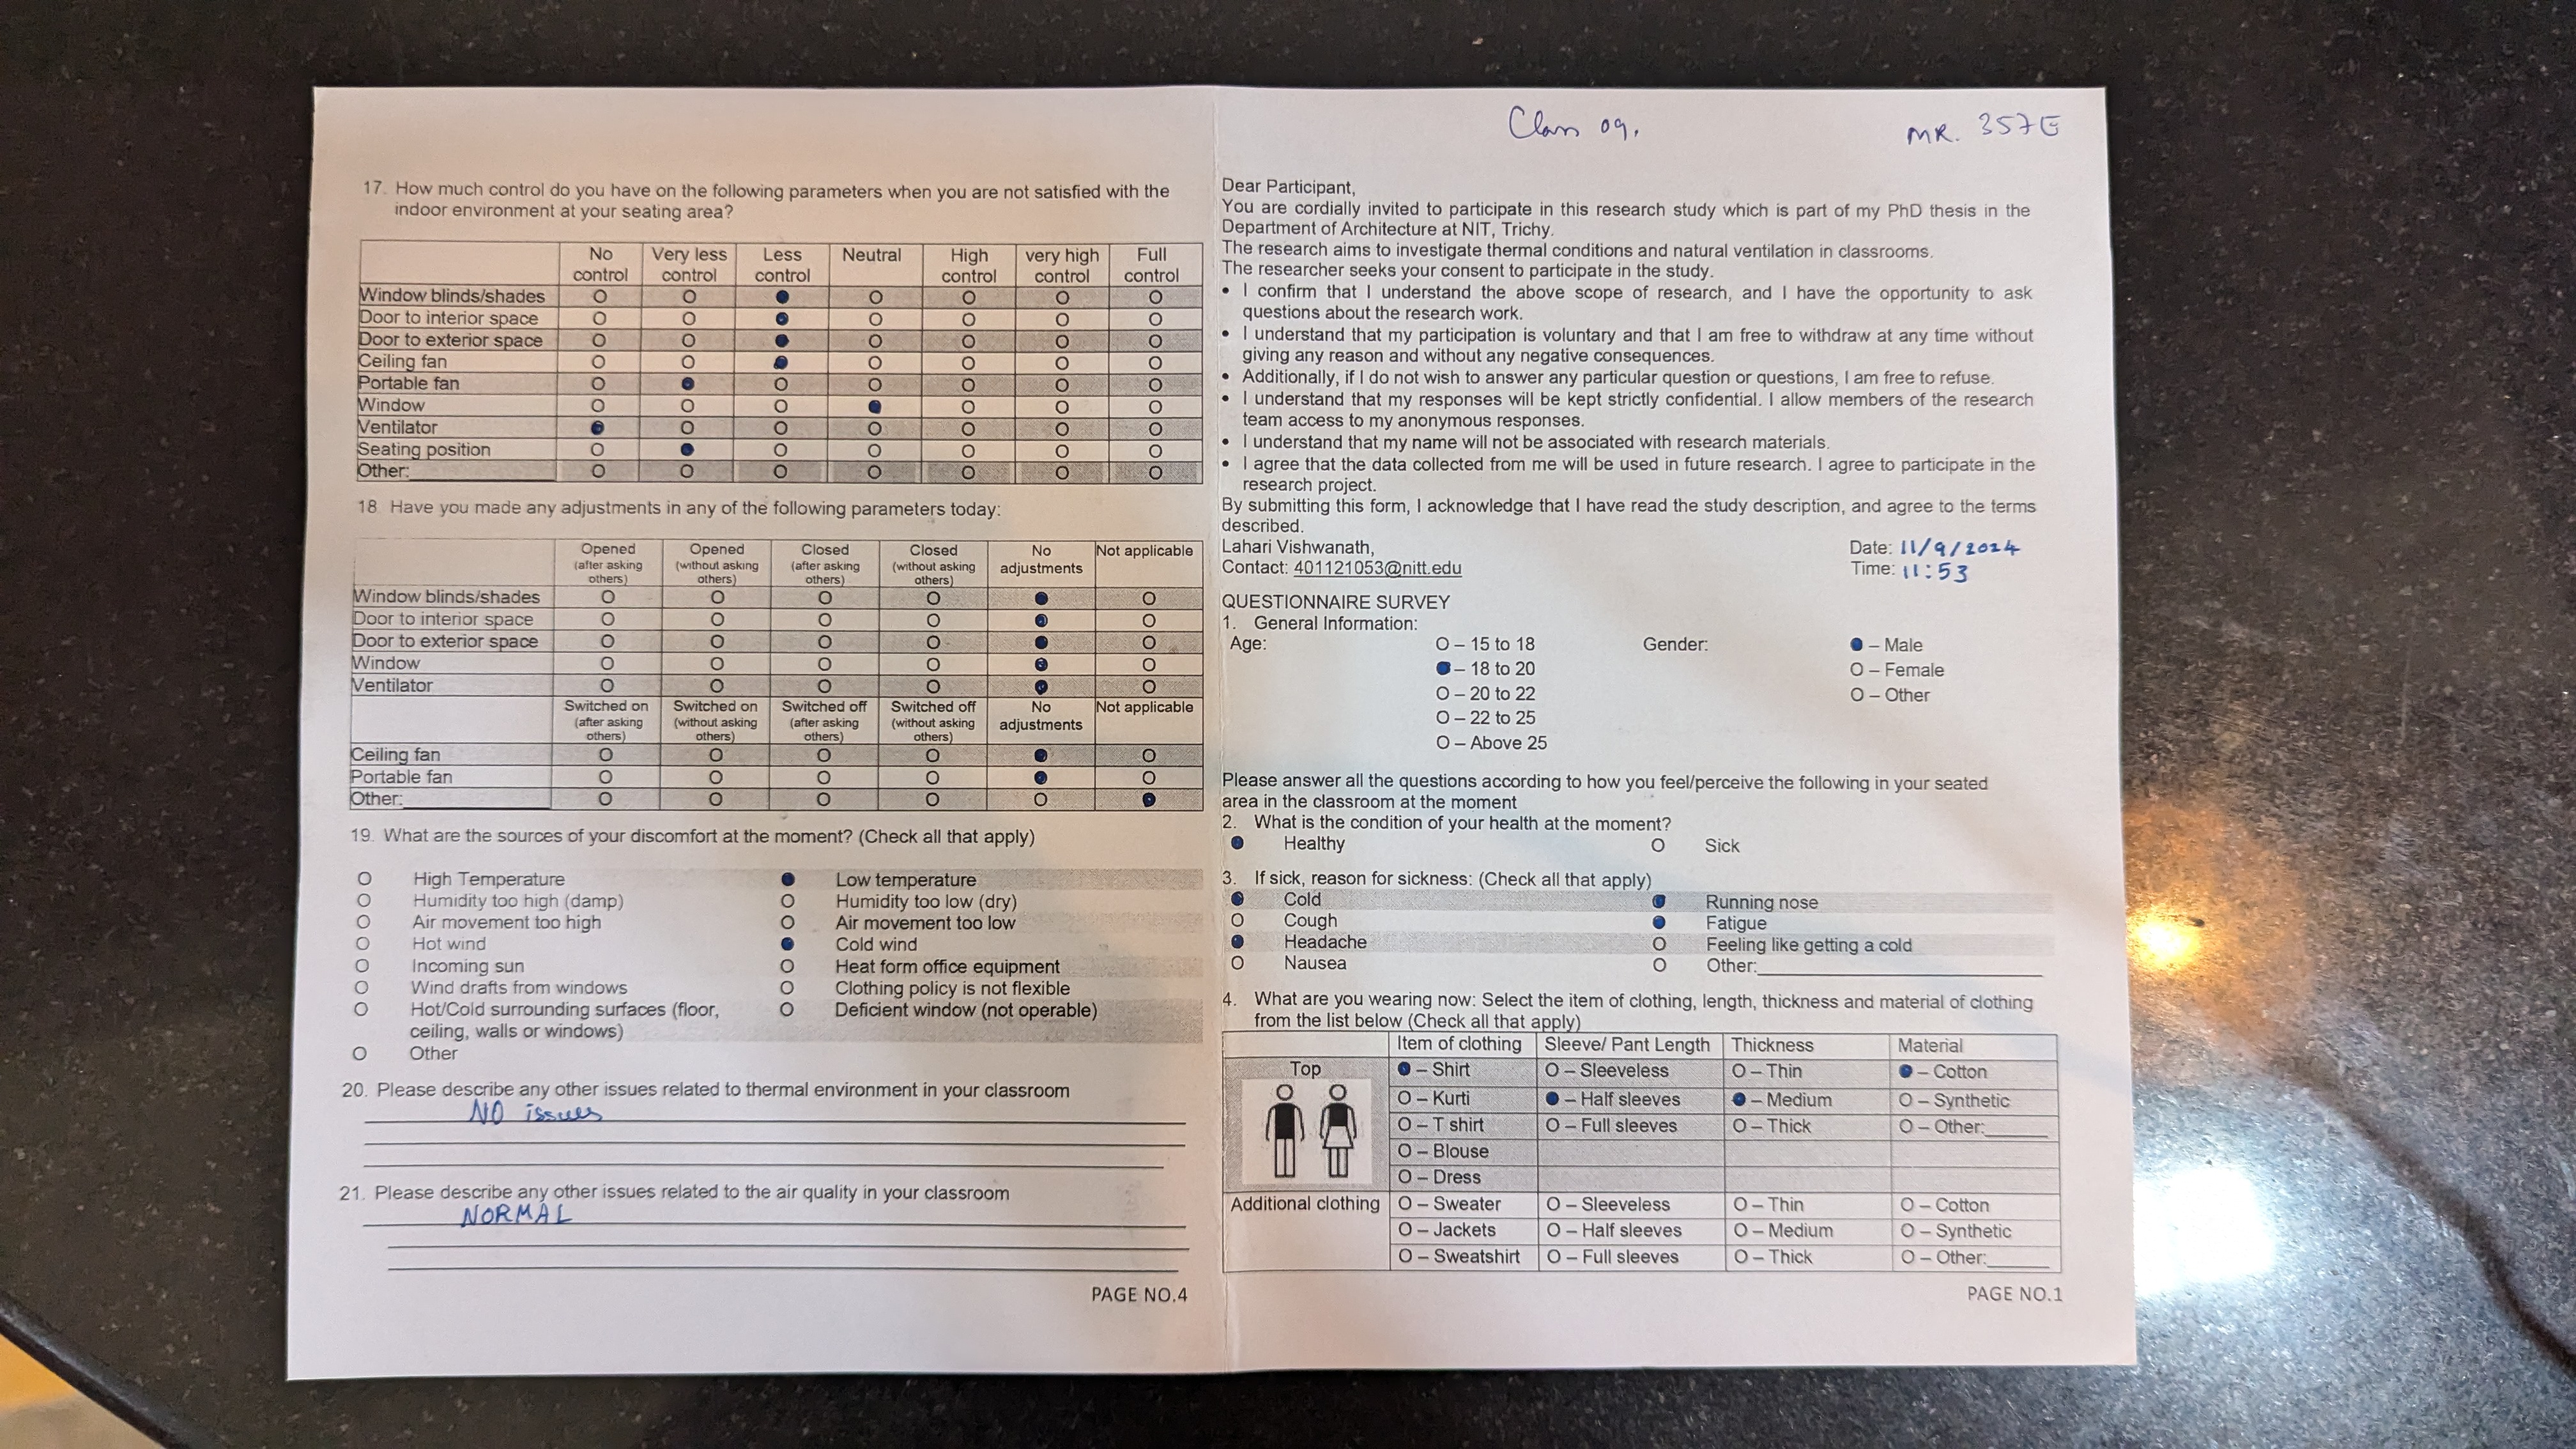 17. How much control do you have on the following parameters when you are not satisfied with the
indoor environment at your seating area?
No control Very less control Less control Neutral High control very high control Full control
Window blinds/shades O O ● O O O O
Door to interior space O O ● O O O O
Door to exterior space O O ● O O O O
Ceiling fan O O ● O O O O
Portable fan O ● O O O O O
Window O O O ● O O O
Ventilator ● O O O O O O
Seating position O ● O O O O O
Other: O O O O O O O
18. Have you made any adjustments in any of the following parameters today:
Opened (after asking others) Opened (without asking others) Closed (after asking others) Closed (without asking others) No adjustments Not applicable
Window blinds/shades O O O O ● O
Door to interior space O O O O ● O
Door to exterior space O O O O ● O
Window O O O O ● O
Ventilator O O O O ● O
Switched on (after asking others) Switched on (without asking others) Switched off (after asking others) Switched off (without asking others) No adjustments Not applicable
Ceiling fan O O O O ● O
Portable fan O O O O ● O
Other: O O O O O ●
19. What are the sources of your discomfort at the moment? (Check all that apply)
O High Temperature ● Low temperature
O Humidity too high (damp) O Humidity too low (dry)
O Air movement too high O Air movement too low
O Hot wind ● Cold wind
O Incoming sun O Heat form office equipment
O Wind drafts from windows O Clothing policy is not flexible
O Hot/Cold surrounding surfaces (floor, O Deficient window (not operable)
ceiling, walls or windows)
O Other
20. Please describe any other issues related to thermal environment in your classroom
NO issues
21. Please describe any other issues related to the air quality in your classroom
NORMAL
PAGE NO.4
Class 09. MR. 357E
Dear Participant,
You are cordially invited to participate in this research study which is part of my PhD thesis in the
Department of Architecture at NIT, Trichy.
The research aims to investigate thermal conditions and natural ventilation in classrooms.
The researcher seeks your consent to participate in the study.
• I confirm that I understand the above scope of research, and I have the opportunity to ask
questions about the research work.
• I understand that my participation is voluntary and that I am free to withdraw at any time without
giving any reason and without any negative consequences.
• Additionally, if I do not wish to answer any particular question or questions, I am free to refuse.
• I understand that my responses will be kept strictly confidential. I allow members of the research
team access to my anonymous responses.
• I understand that my name will not be associated with research materials.
• I agree that the data collected from me will be used in future research. I agree to participate in the
research project.
By submitting this form, I acknowledge that I have read the study description, and agree to the terms
described.
Lahari Vishwanath, Date: 11/9/2024
Contact: 401121053@nitt.edu Time: 11:53
QUESTIONNAIRE SURVEY
1. General Information:
Age: O – 15 to 18 Gender: ● – Male
● – 18 to 20 O – Female
O – 20 to 22 O – Other
O – 22 to 25
O – Above 25
Please answer all the questions according to how you feel/perceive the following in your seated
area in the classroom at the moment
2. What is the condition of your health at the moment?
● Healthy O Sick
3. If sick, reason for sickness: (Check all that apply)
● Cold ● Running nose
O Cough ● Fatigue
● Headache O Feeling like getting a cold
O Nausea O Other:
4. What are you wearing now: Select the item of clothing, length, thickness and material of clothing
from the list below (Check all that apply)
Item of clothing Sleeve/ Pant Length Thickness Material
Top ● – Shirt O – Sleeveless O – Thin ● – Cotton
O – Kurti ● – Half sleeves ● – Medium O – Synthetic
O – T shirt O – Full sleeves O – Thick O – Other:
O – Blouse
O – Dress
Additional clothing O – Sweater O – Sleeveless O – Thin O – Cotton
O – Jackets O – Half sleeves O – Medium O – Synthetic
O – Sweatshirt O – Full sleeves O – Thick O – Other:
PAGE NO.1